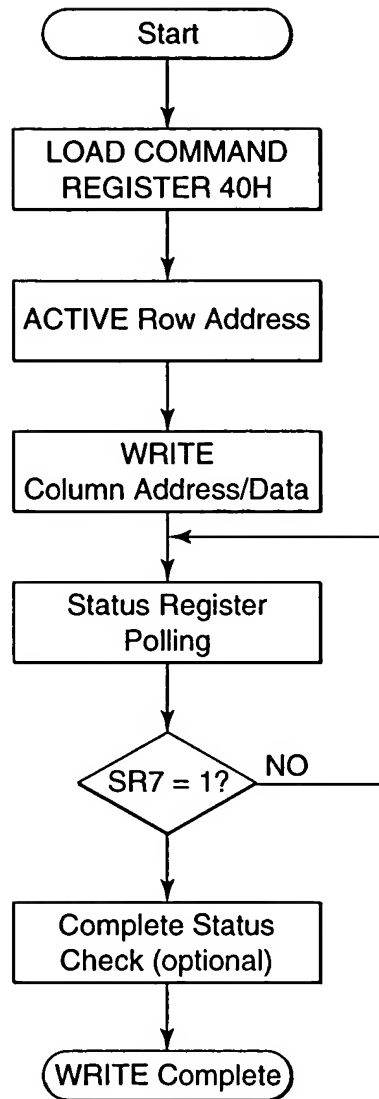 Start
LOAD COMMAND
REGISTER 40H
ACTIVE Row Address
WRITE
Column Address/Data
Status Register
Polling
SR7 = 1?
NO
Complete Status
Check (optional)
WRITE Complete